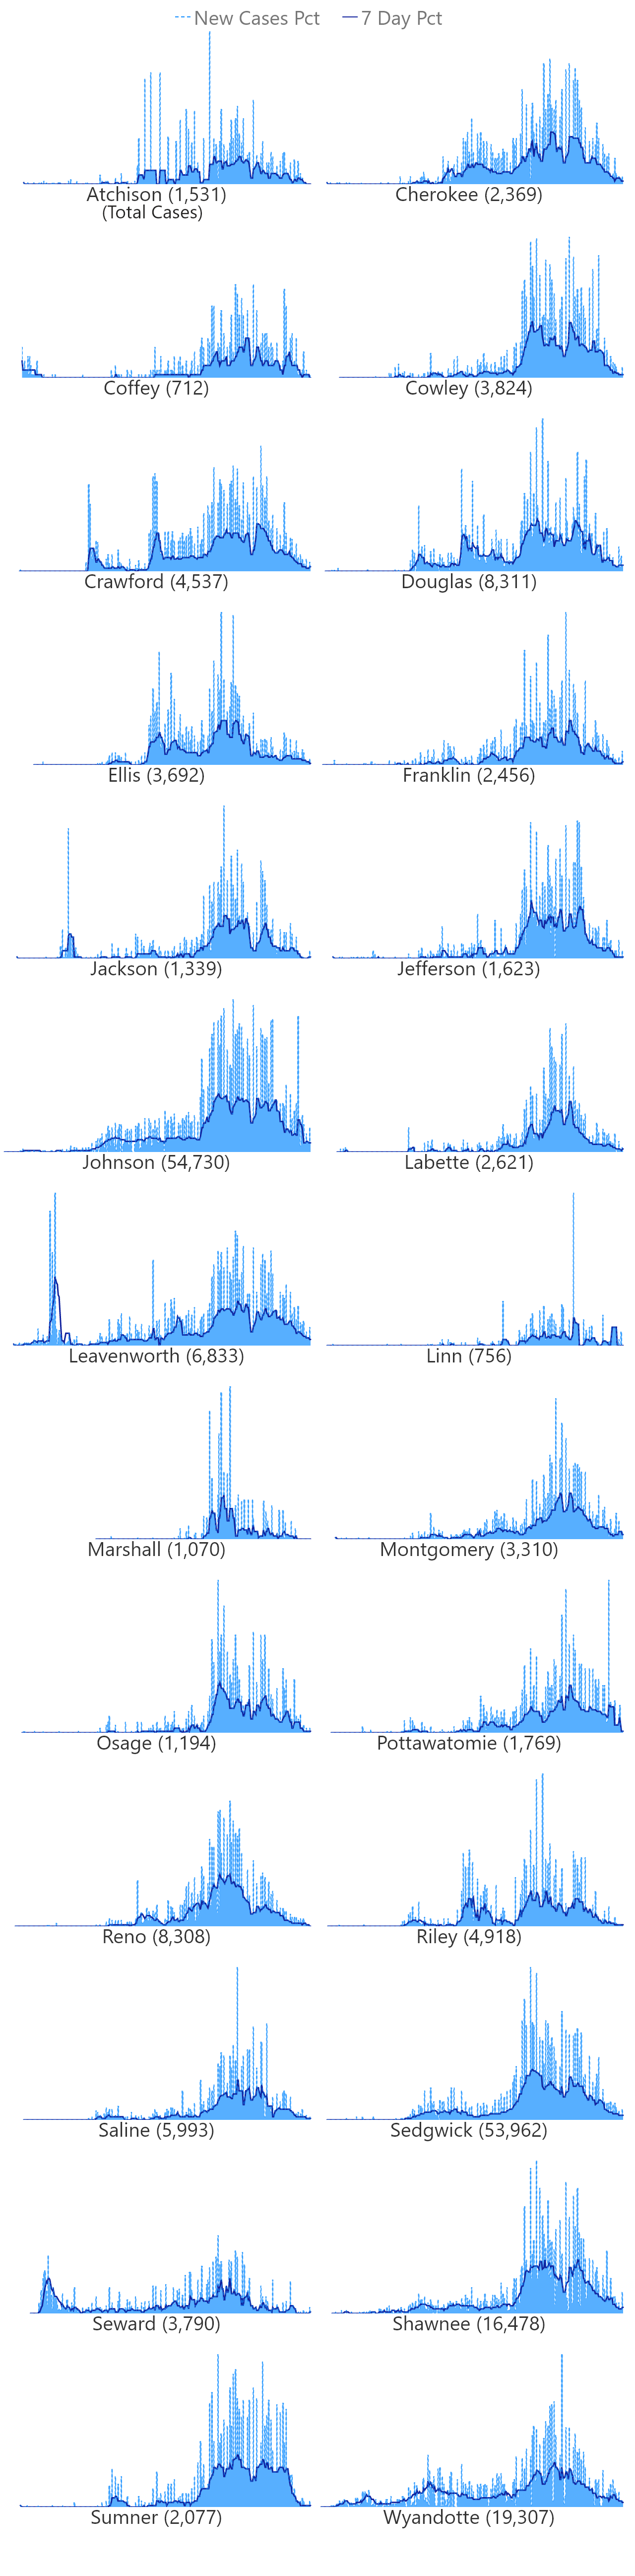 New Cases Pct 7 Day Pct
Atchison (1,531) Cherokee (2,369)
(Total Cases)
Coffey (712) Cowley (3,824)
Crawford (4,537) Douglas (8,311)
Ellis (3,692) Franklin (2,456)
Jackson (1,339) Jefferson (1,623)
Johnson (54,730) Labette (2,621)
Leavenworth (6,833) Linn (756)
Marshall (1,070) Montgomery (3,310)
Osage (1,194) Pottawatomie (1,769)
Reno (8,308) Riley (4,918)
Saline (5,993) Sedgwick (53,962)
Seward (3,790) Shawnee (16,478)
Sumner (2,077) Wyandotte (19,307)